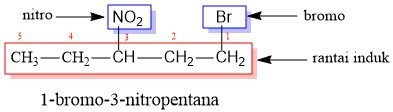 nitro NO₂ Br bromo
5 4 3 2 1
CH₃—CH₂—CH—CH₂—CH₂ rantai induk
1-bromo-3-nitropentana